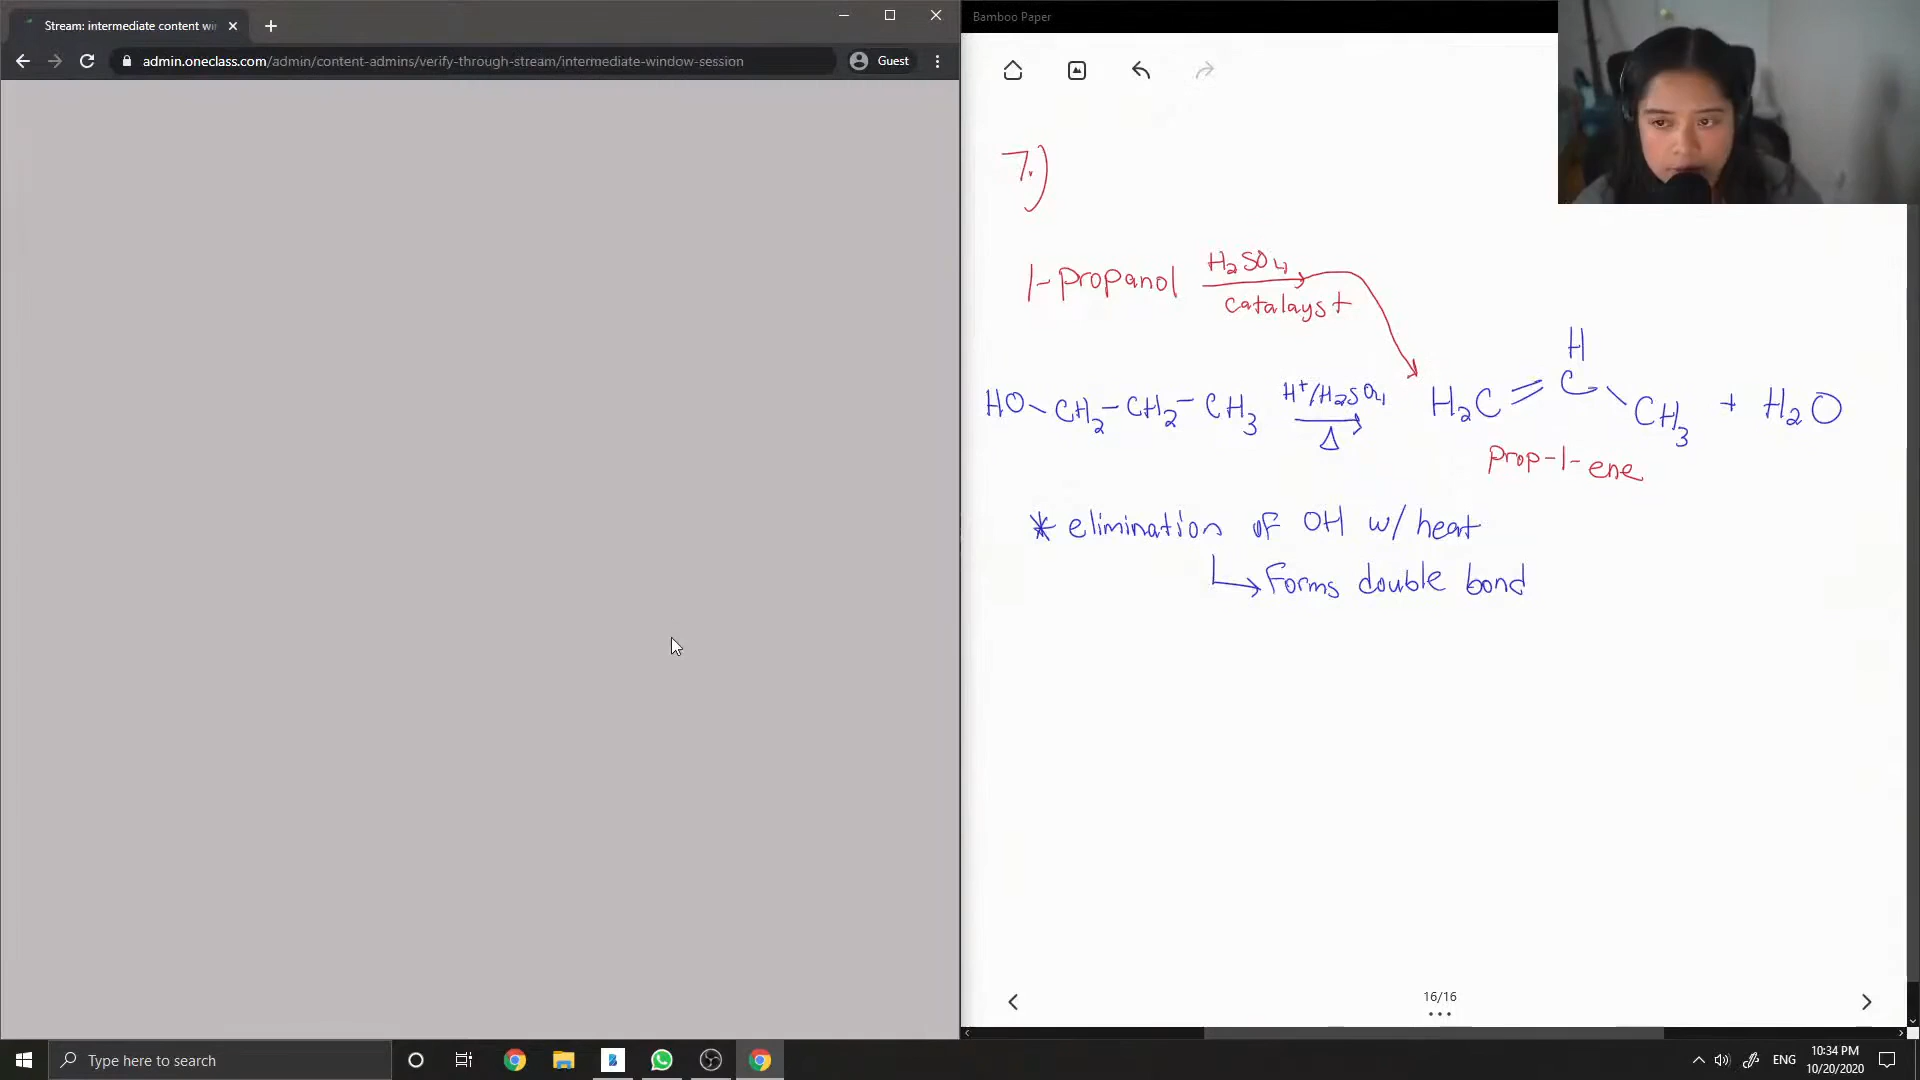 Stream: intermediate content wi
admin.oneclass.com/admin/content-admins/verify-through-stream/intermediate-window-session
Guest
Bamboo Paper
7.)
1-propanol H₂SO₄ catalayst
HO-CH₂-CH₂-CH₃ H⁺/H₂SO₄ Δ H₂C=CH-CH₃ + H₂O
Prop-1-ene
* elimination of OH w/ heat
Forms double bond
16/16
Type here to search
ENG
10:34 PM
10/20/2020